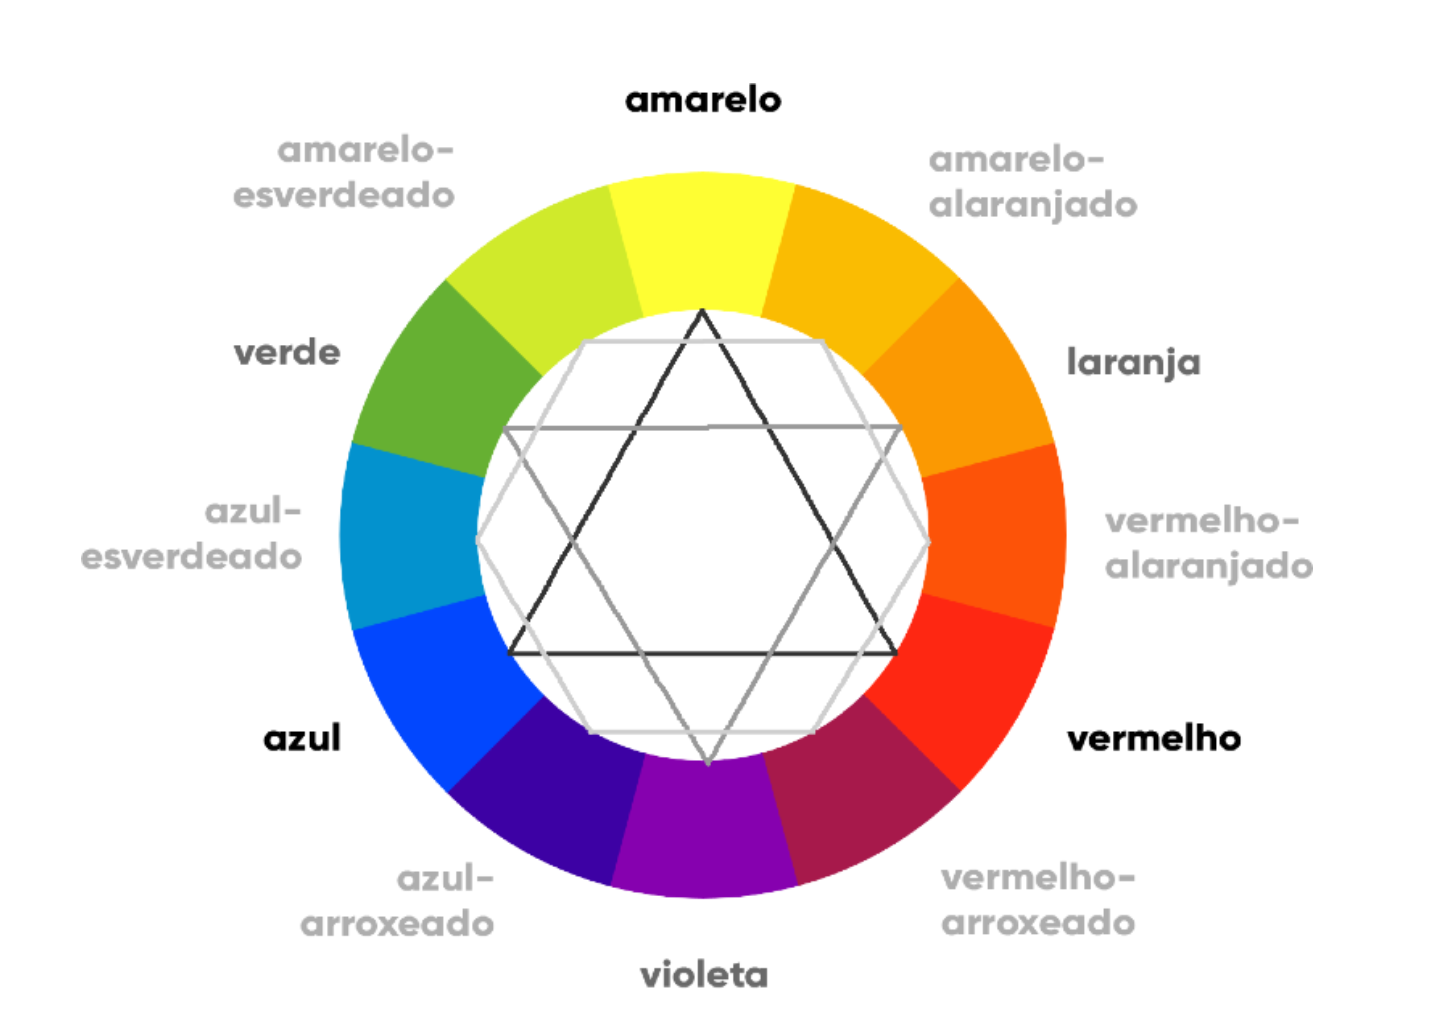 amarelo
amarelo-
esverdeado
amarelo-
alaranjado
verde
laranja
azul-
esverdeado
vermelho-
alaranjado
azul
vermelho
azul-
arroxeado
vermelho-
arroxeado
violeta